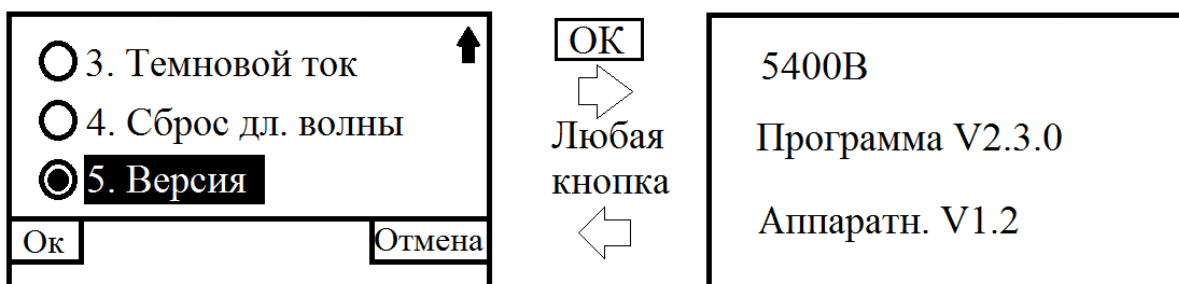 3. Темновой ток
4. Сброс дл. волны
5. Версия
Ок
Отмена
ОК
Любая
кнопка
5400В
Программа V2.3.0
Аппаратн. V1.2